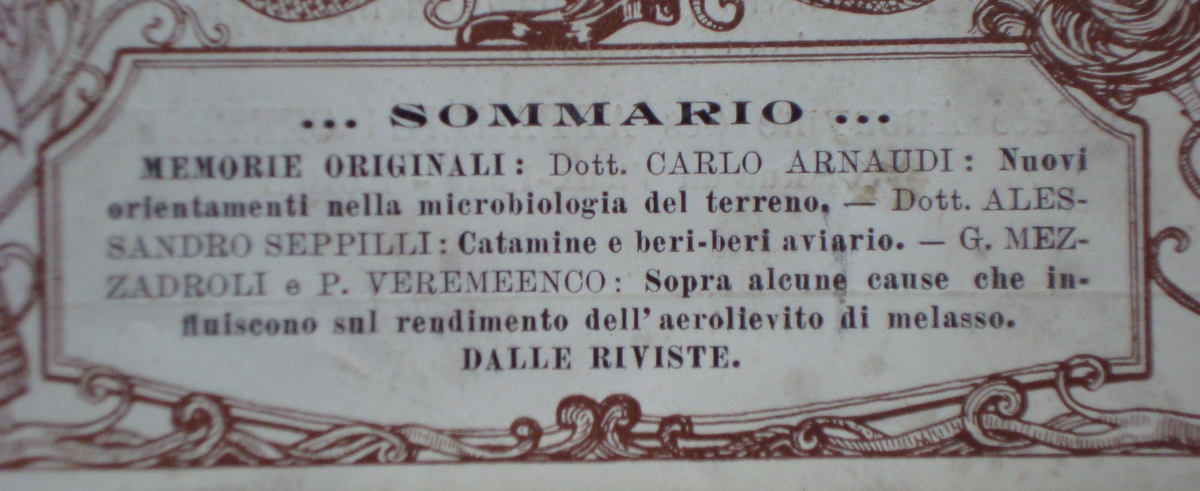 ... SOMMARIO ...
MEMORIE ORIGINALI: Dott. CARLO ARNAUDI: Nuovi
orientamenti nella microbiologia del terreno. — Dott. ALES-
SANDRO SEPPILLI: Catamine e beri-beri aviario. — G. MEZ-
ZADROLI e P. VEREMEENCO: Sopra alcune cause che in-
fluiscono sul rendimento dell'aerolievito di melasso.
DALLE RIVISTE.